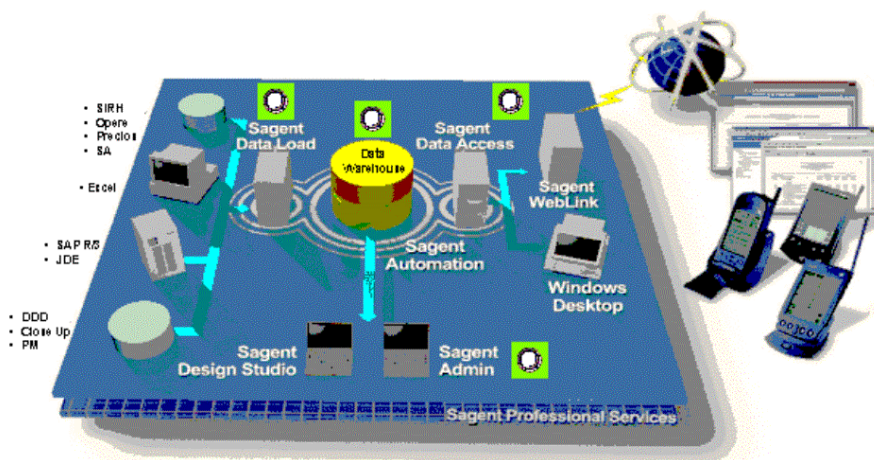 • SIRH
• Opera
• Precios
• SA
• Excel
• SAP R/3
• JDE
• DDD
• Close Up
• PM
Sagent
Data Load
Data
Warehouse
Sagent
Data Access
Sagent
WebLink
Sagent
Automation
Windows
Desktop
Sagent
Design Studio
Sagent
Admin
Sagent Professional Services